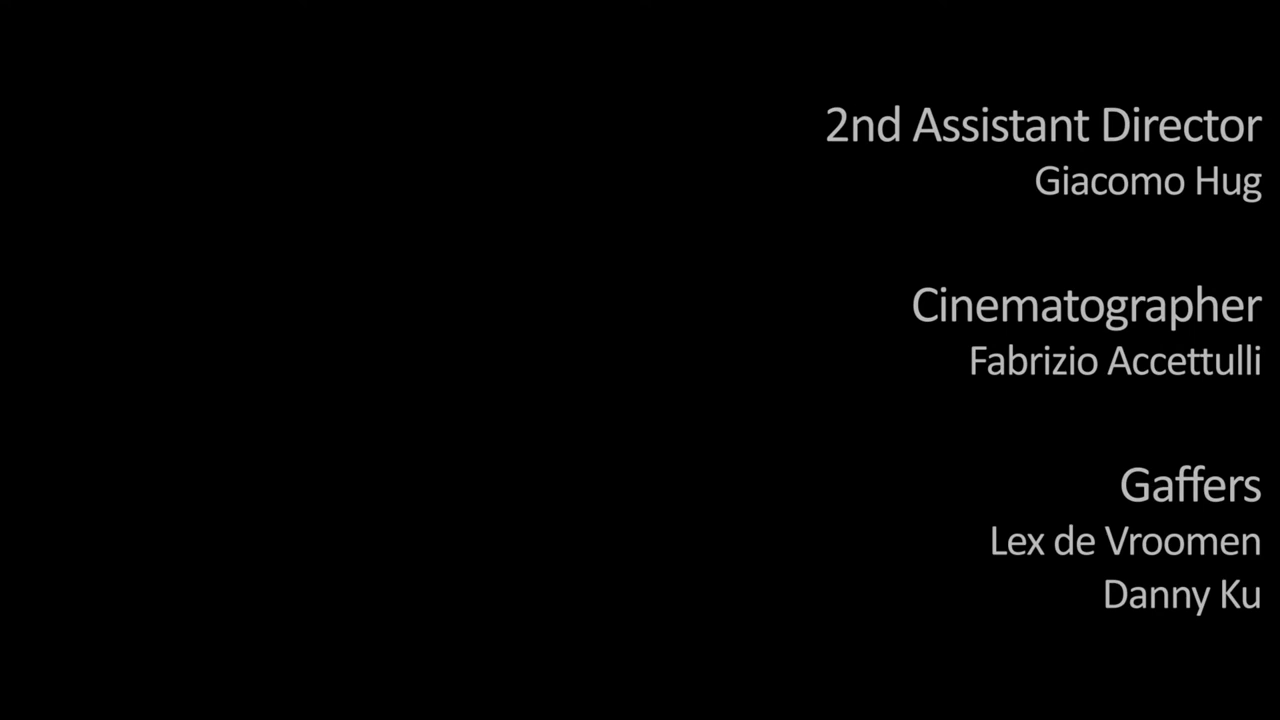 2nd Assistant Director
Giacomo Hug
Cinematographer
Fabrizio Accettulli
Gaffers
Lex de Vroomen
Danny Ku